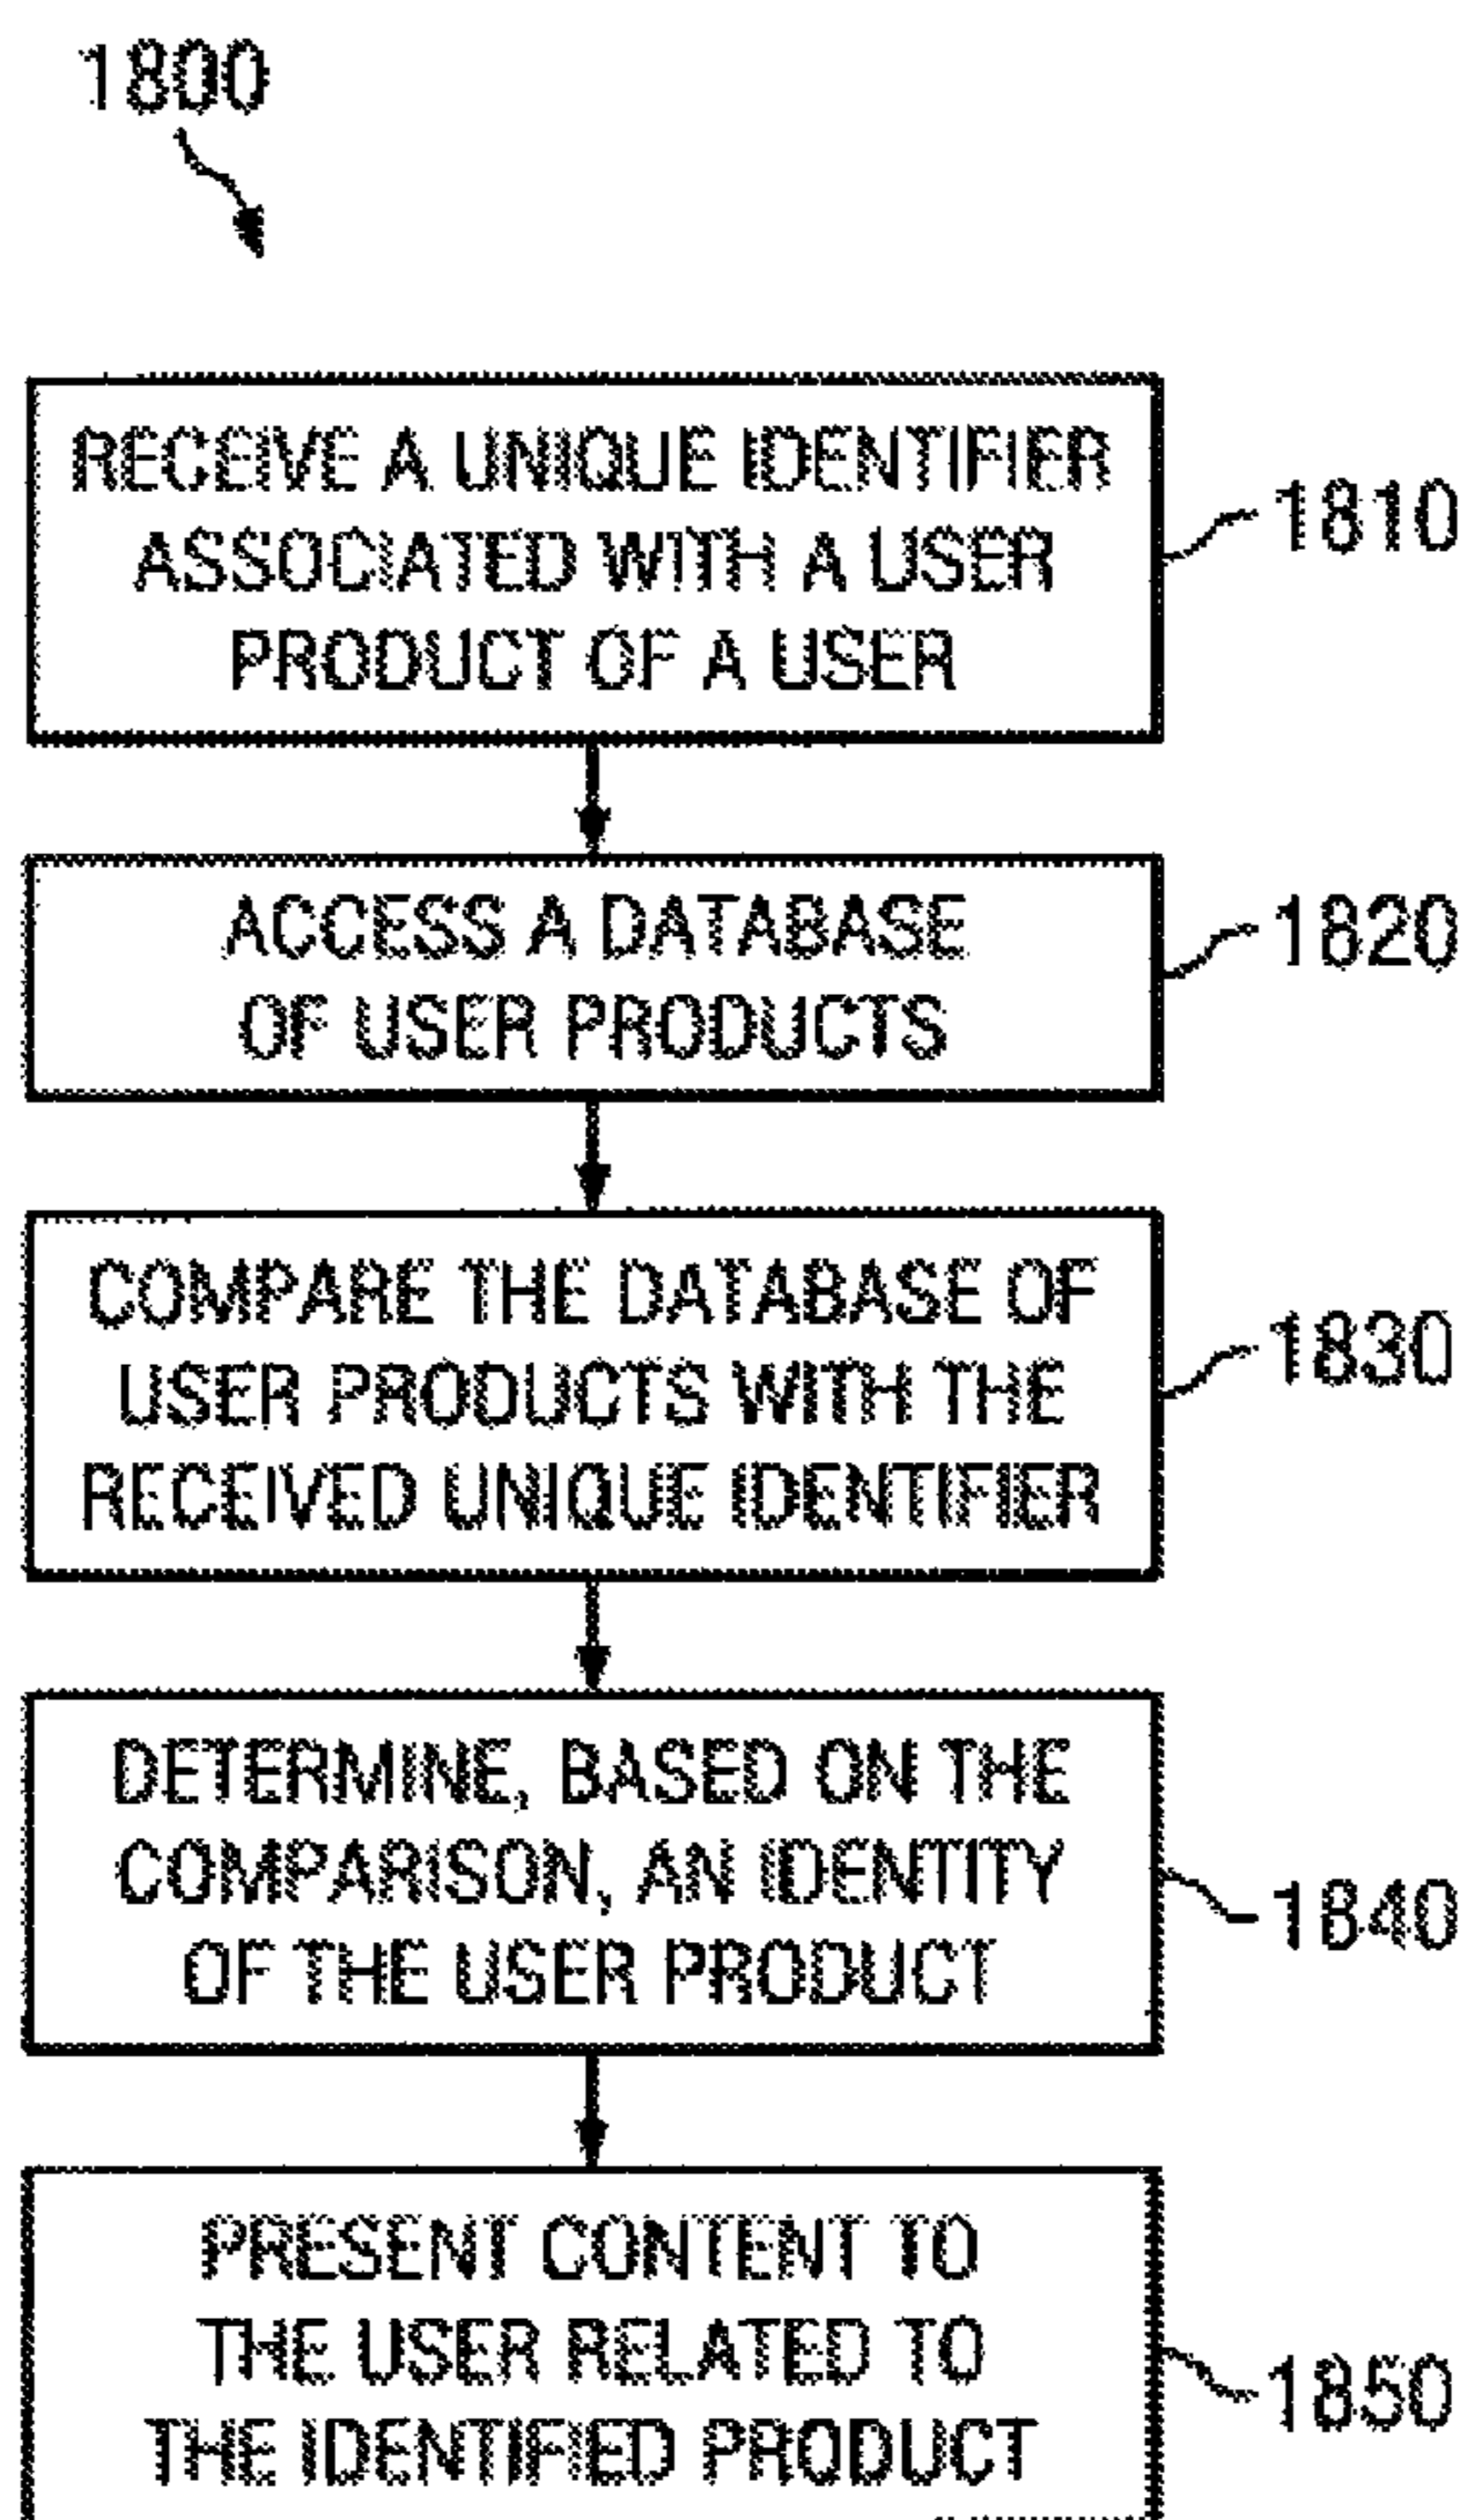 1800
RECEIVE A UNIQUE IDENTIFIER
ASSOCIATED WITH A USER
PRODUCT OF A USER
1810
ACCESS A DATABASE
OF USER PRODUCTS
1820
COMPARE THE DATABASE OF
USER PRODUCTS WITH THE
RECEIVED UNIQUE IDENTIFIER
1830
DETERMINE, BASED ON THE
COMPARISON, AN IDENTITY
OF THE USER PRODUCT
1840
PRESENT CONTENT TO
THE USER RELATED TO
THE IDENTIFIED PRODUCT
1850